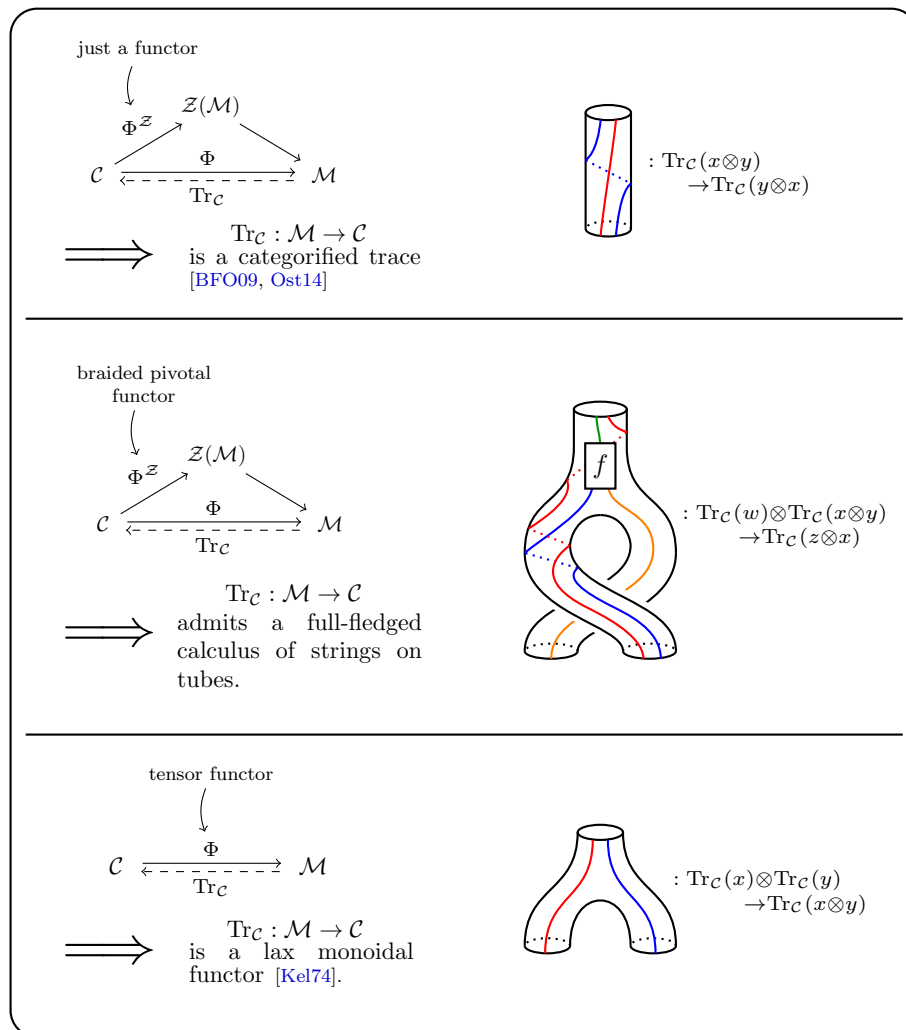 just a functor
𝒵(ℳ)
Φ^𝒵
Φ
𝒞 ℳ
Tr_𝒞
: Tr_𝒞(x⊗y)
→Tr_𝒞(y⊗x)
Tr_𝒞 : ℳ → 𝒞
is a categorified trace
[BFO09, Ost14]
braided pivotal
functor
𝒵(ℳ)
Φ^𝒵
Φ
𝒞 ℳ
Tr_𝒞
f
: Tr_𝒞(w)⊗Tr_𝒞(x⊗y)
→Tr_𝒞(z⊗x)
Tr_𝒞 : ℳ → 𝒞
admits a full-fledged
calculus of strings on
tubes.
tensor functor
Φ
𝒞 ℳ
Tr_𝒞
: Tr_𝒞(x)⊗Tr_𝒞(y)
→Tr_𝒞(x⊗y)
Tr_𝒞 : ℳ → 𝒞
is a lax monoidal
functor [Kel74].